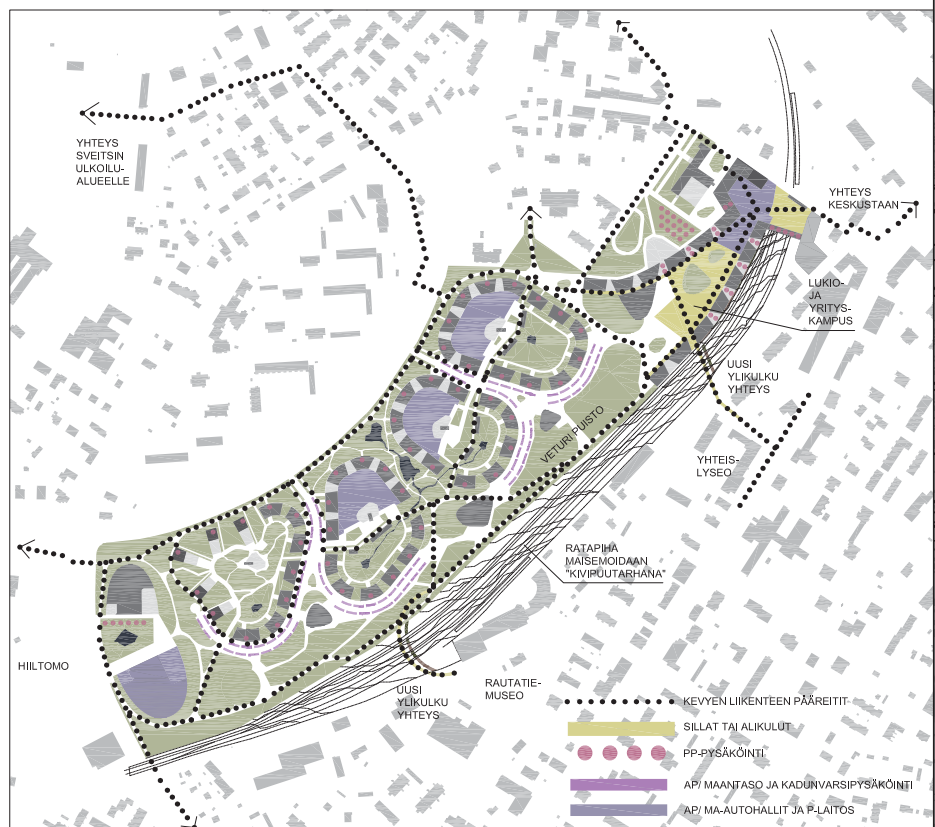 YHTEYS
SVEITSIN
ULKOILU-
ALUEELLE
YHTEYS
KESKUSTAAN
LUKIO-
JA
YRITYS-
KAMPUS
UUSI
YLIKULKU
YHTEYS
VETURI PUISTO
YHTEIS-
LYSEO
RATAPIHA
MAISEMOIDAAN
"KIVIPUUTARHANA"
HIILTOMO
UUSI
YLIKULKU
YHTEYS
RAUTATIE-
MUSEO
KEVYEN LIIKENTEEN PÄÄREITIT
SILLAT TAI ALIKULUT
PP-PYSÄKÖINTI
AP/ MAANTASO JA KADUNVARSIPYSÄKÖINTI
AP/ MA-AUTOHALLIT JA P-LAITOS